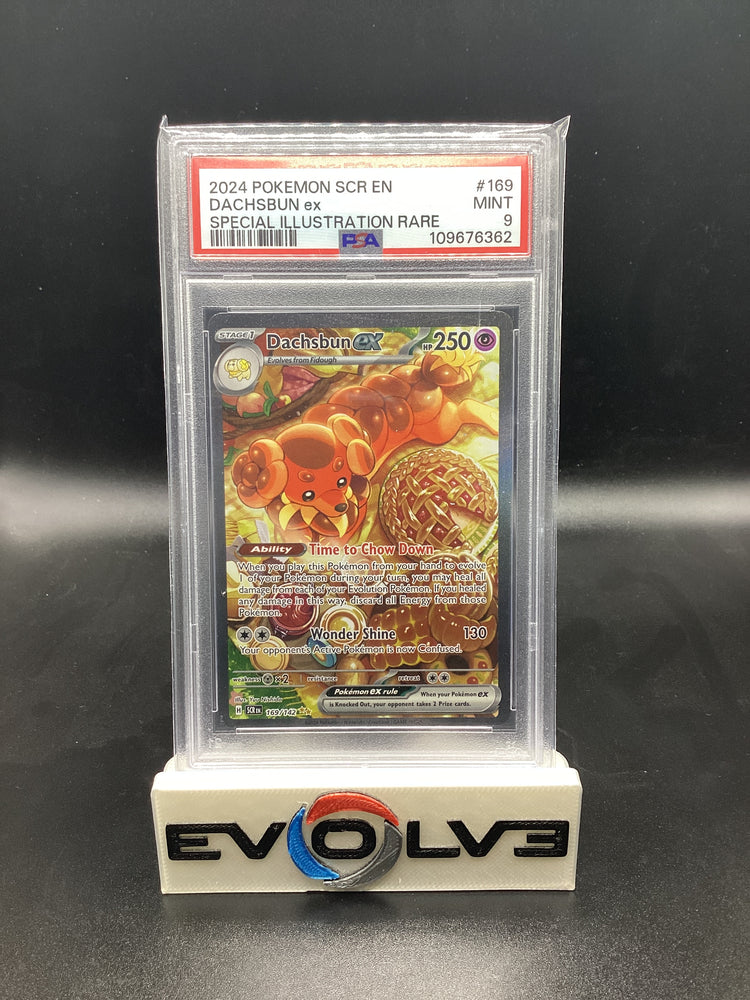 2024 POKEMON SCR EN #169
DACHSBUN ex MINT
SPECIAL ILLUSTRATION RARE 9
PSA 109676362
STAGE 1 Dachsbun ex HP 250
Evolves from Fidough
Ability Time to Chow Down
When you play this Pokémon from your hand to evolve
1 of your Pokémon during your turn, you may heal all
damage from each of your Evolution Pokémon. If you healed
any damage in this way, discard all Energy from those
Pokémon.
Wonder Shine 130
Your opponent's Active Pokémon is now Confused.
weakness ×2 resistance retreat
Pokémon ex rule When your Pokémon ex
is Knocked Out, your opponent takes 2 Prize cards.
H SCR EN 169/142
EVOLVE